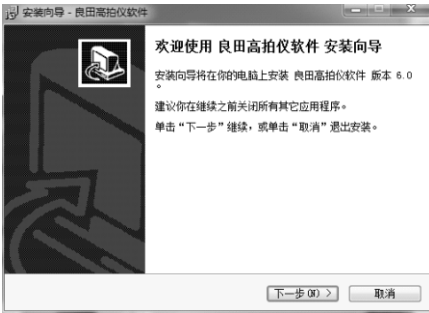 安装向导 - 良田高拍仪软件
欢迎使用 良田高拍仪软件 安装向导
安装向导将在你的电脑上安装 良田高拍仪软件 版本 6.0
。
建议你在继续之前关闭所有其它应用程序。
单击“下一步”继续，或单击“取消”退出安装。
下一步(N) >
取消